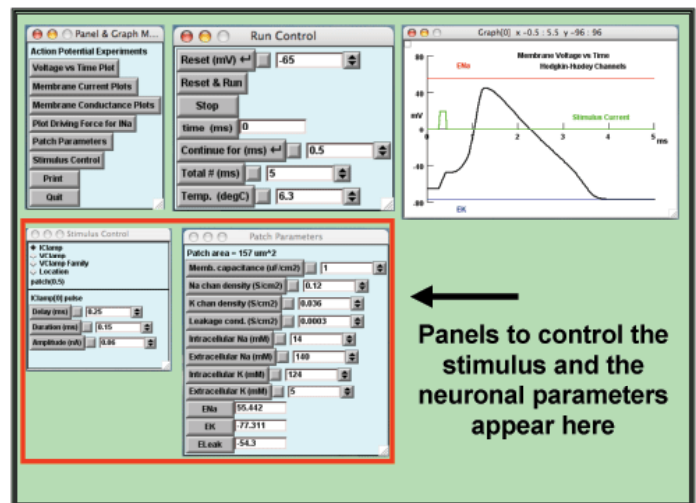 Panel & Graph M...
Action Potential Experiments
Voltage vs Time Plot
Membrane Current Plots
Membrane Conductance Plots
Plot Driving Force for INa
Patch Parameters
Stimulus Control
Print
Quit
Run Control
Reset (mV) -65
Reset & Run
Stop
time (ms) 0
Continue for (ms) 0.5
Total # (ms) 5
Temp. (degC) 6.3
Graph[0] x -0.5 : 5.5 y -96 : 96
Membrane Voltage vs Time
Hodgkin-Huxley Channels
80
ENa
40
mV
Stimulus Current
0
1
2
3
4
5
ms
-40
-80
EK
Stimulus Control
IClamp
VClamp
VClamp Family
Location
patch(0.5)
IClamp[0] pulse
Delay (ms) 0.25
Duration (ms) 0.15
Amplitude (nA) 0.06
Patch Parameters
Patch area = 157 um^2
Memb. capacitance (uF/cm2) 1
Na chan density (S/cm2) 0.12
K chan density (S/cm2) 0.036
Leakage cond. (S/cm2) 0.0003
Intracellular Na (mM) 14
Extracellular Na (mM) 140
Intracellular K (mM) 124
Extracellular K (mM) 5
ENa 55.442
EK -77.311
ELeak -54.3
Panels to control the
stimulus and the
neuronal parameters
appear here